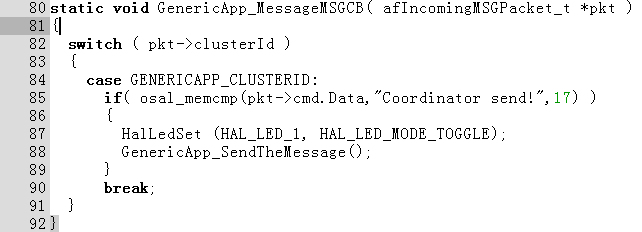 80 static void GenericApp_MessageMSGCB( afIncomingMSGPacket_t *pkt )
81 {
82   switch ( pkt->clusterId )
83   {
84     case GENERICAPP_CLUSTERID:
85       if( osal_memcmp(pkt->cmd.Data,"Coordinator send!",17) )
86       {
87         HalLedSet (HAL_LED_1, HAL_LED_MODE_TOGGLE);
88         GenericApp_SendTheMessage();
89       }
90       break;
91   }
92 }